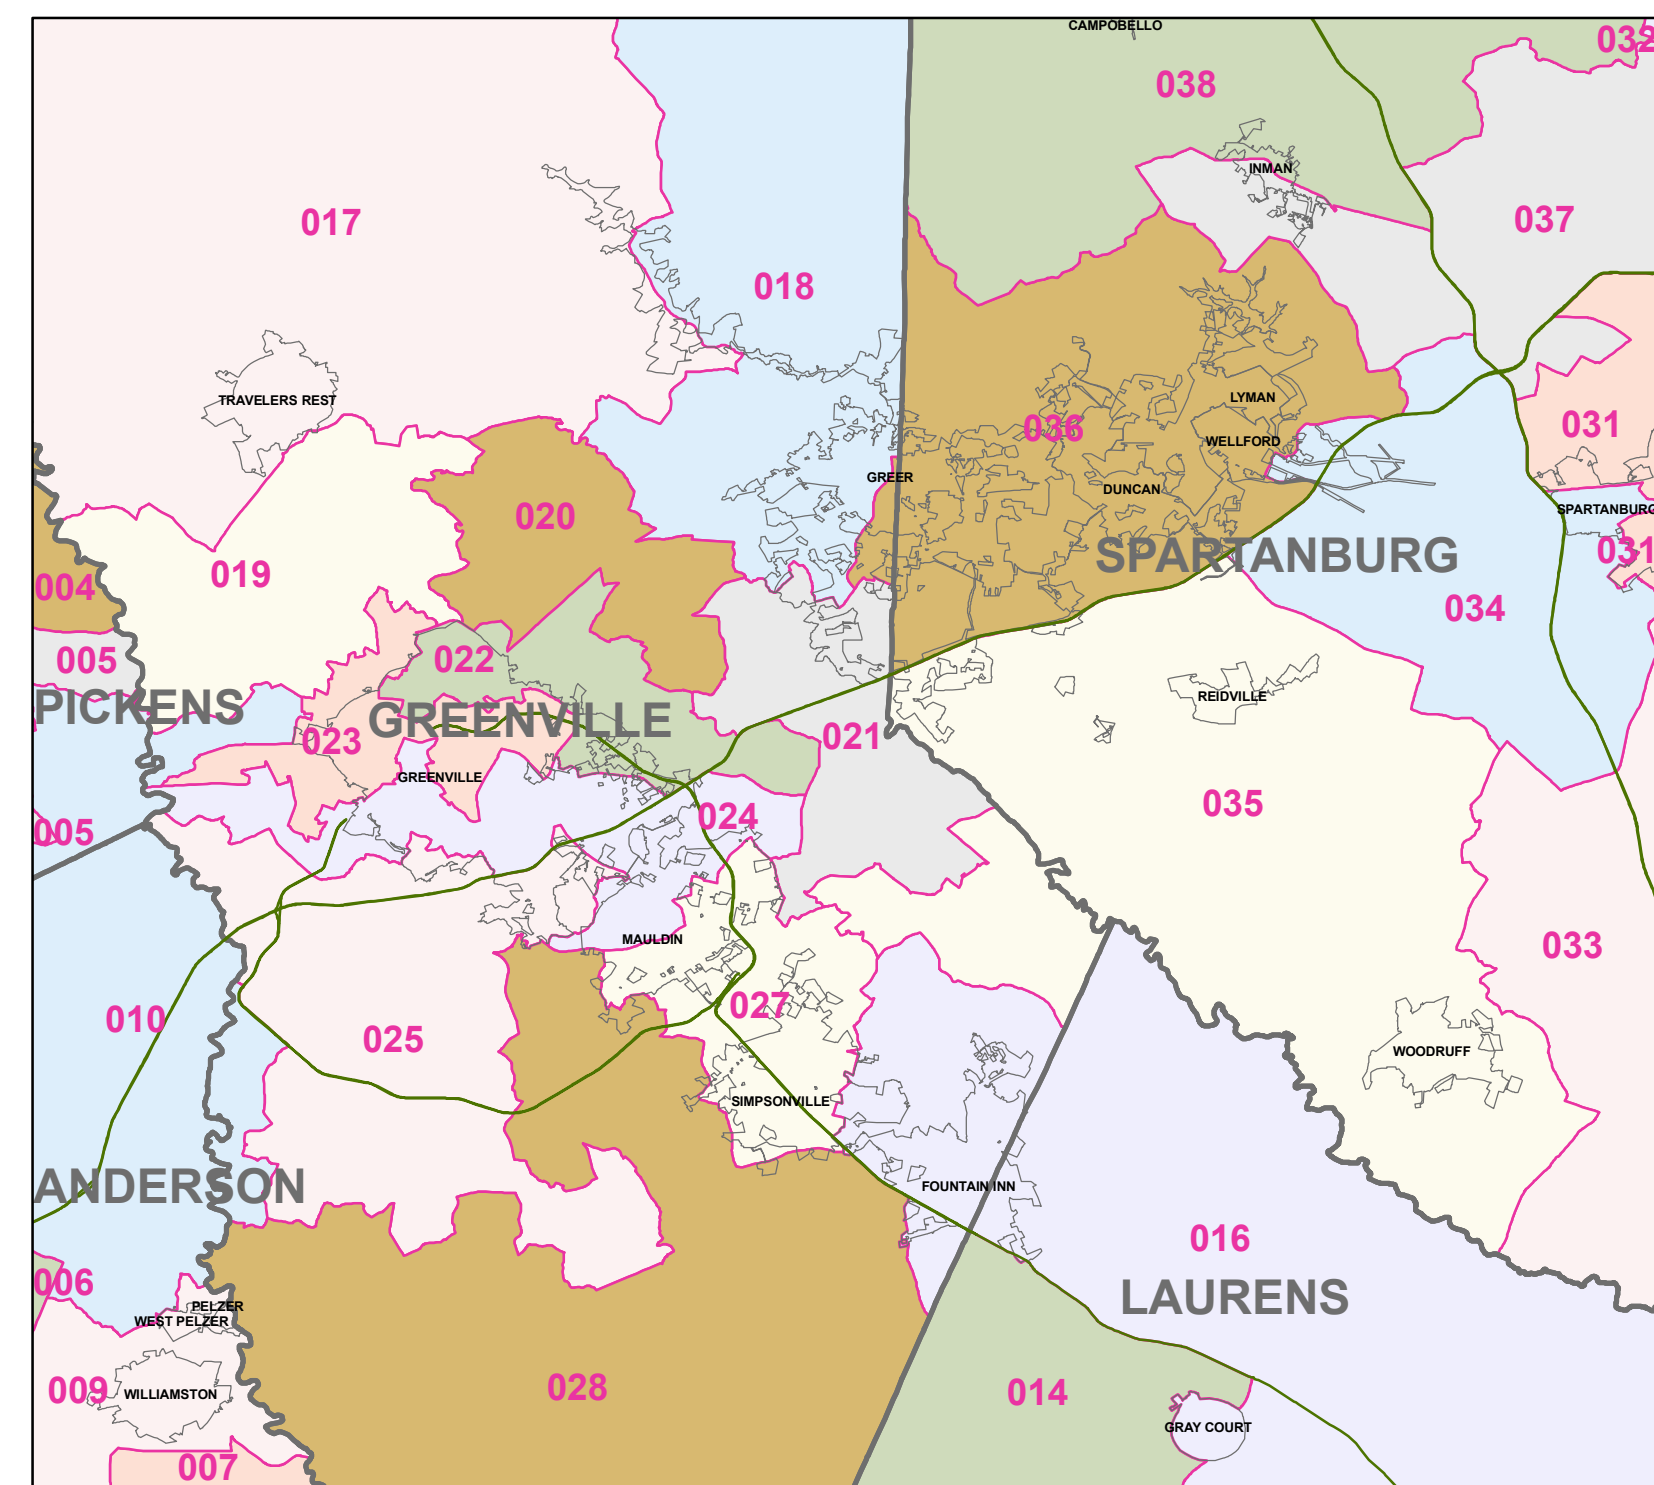 CAMPOBELLO
032
038
INMAN
017
037
018
TRAVELERS REST
LYMAN
036
031
WELLFORD
GREER
DUNCAN
SPARTANBURG
020
SPARTANBURG
031
019
004
034
022
005
REIDVILLE
PICKENS
GREENVILLE
023
021
GREENVILLE
035
024
005
MAULDIN
033
027
010
025
WOODRUFF
SIMPSONVILLE
ANDERSON
FOUNTAIN INN
016
006
LAURENS
PELZER
WEST PELZER
009
WILLIAMSTON
028
014
GRAY COURT
007